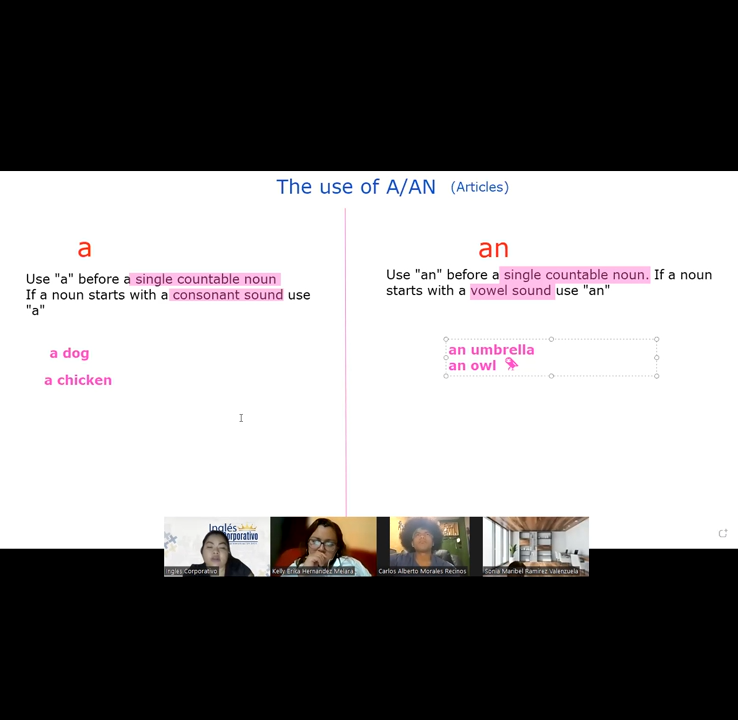 The use of A/AN (Articles)
a
Use "a" before a single countable noun
If a noun starts with a consonant sound use
"a"
a dog
a chicken
an
Use "an" before a single countable noun. If a noun
starts with a vowel sound use "an"
an umbrella
an owl
Inglés
Corporativo
Inglés Corporativo
Kelly Erika Hernandez Melara
Carlos Alberto Morales Recinos
Sonia Maribel Ramirez Valenzuela